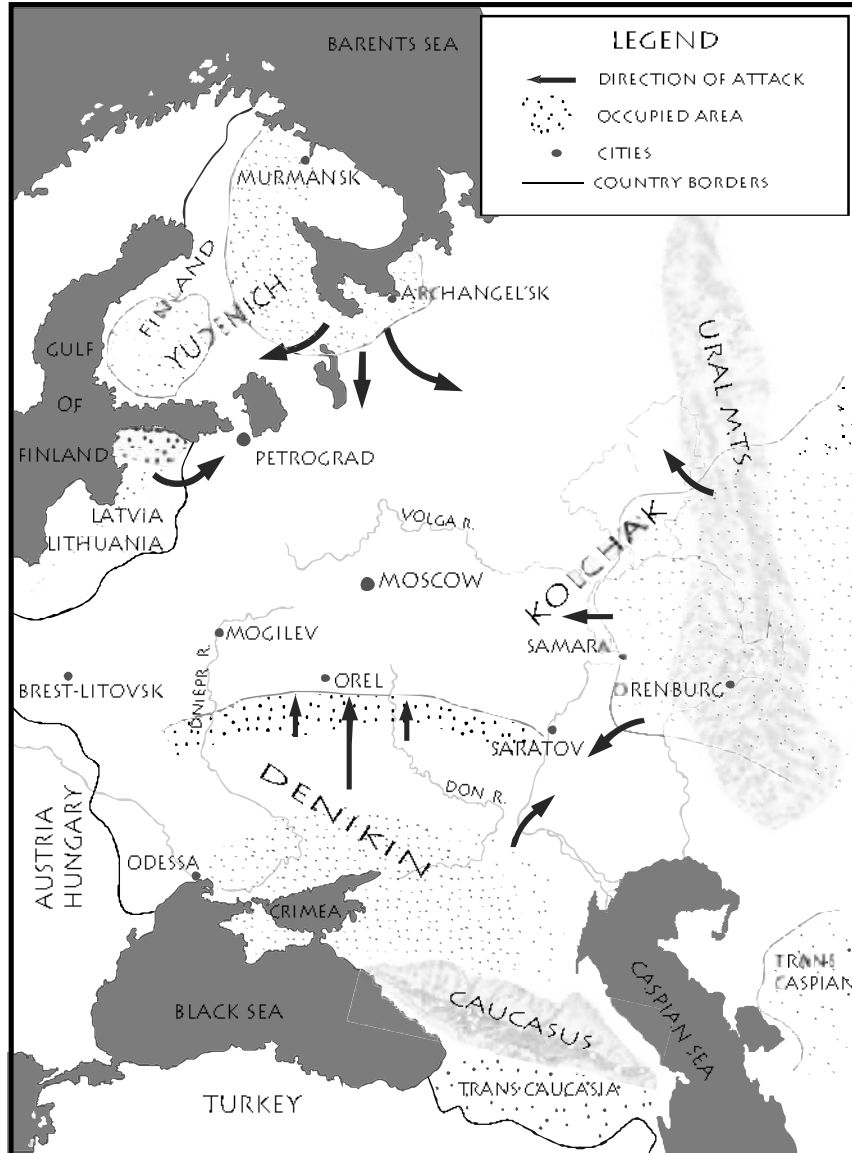 BARENTS SEA
LEGEND
DIRECTION OF ATTACK
OCCUPIED AREA
CITIES
COUNTRY BORDERS
MURMANSK
FINLAND
YUDENICH
ARCHANGEL'SK
URAL MTS.
GULF
OF
FINLAND
PETROGRAD
LATVIA
LITHUANIA
VOLGA R.
KOLCHAK
MOSCOW
MOGILEV
SAMARA
DNIEPR R.
BREST-LITOVSK
OREL
ORENBURG
SARATOV
DENIKIN
DON R.
AUSTRIA
HUNGARY
ODESSA
CRIMEA
TRANS
CASPIAN
CASPIAN SEA
BLACK SEA
CAUCASUS
TRANS CAUCASIA
TURKEY